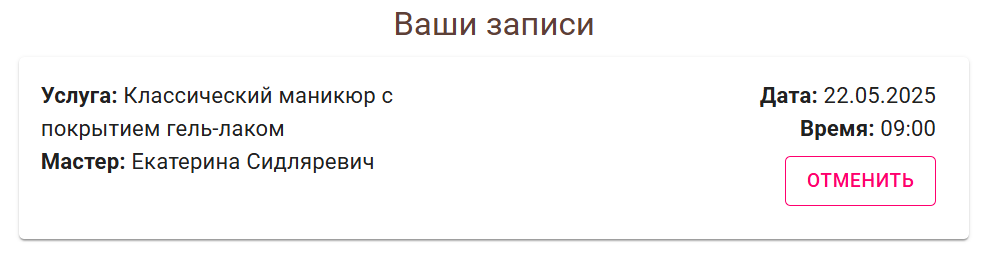 Ваши записи
Услуга: Классический маникюр с
покрытием гель-лаком
Мастер: Екатерина Сидляревич
Дата: 22.05.2025
Время: 09:00
ОТМЕНИТЬ